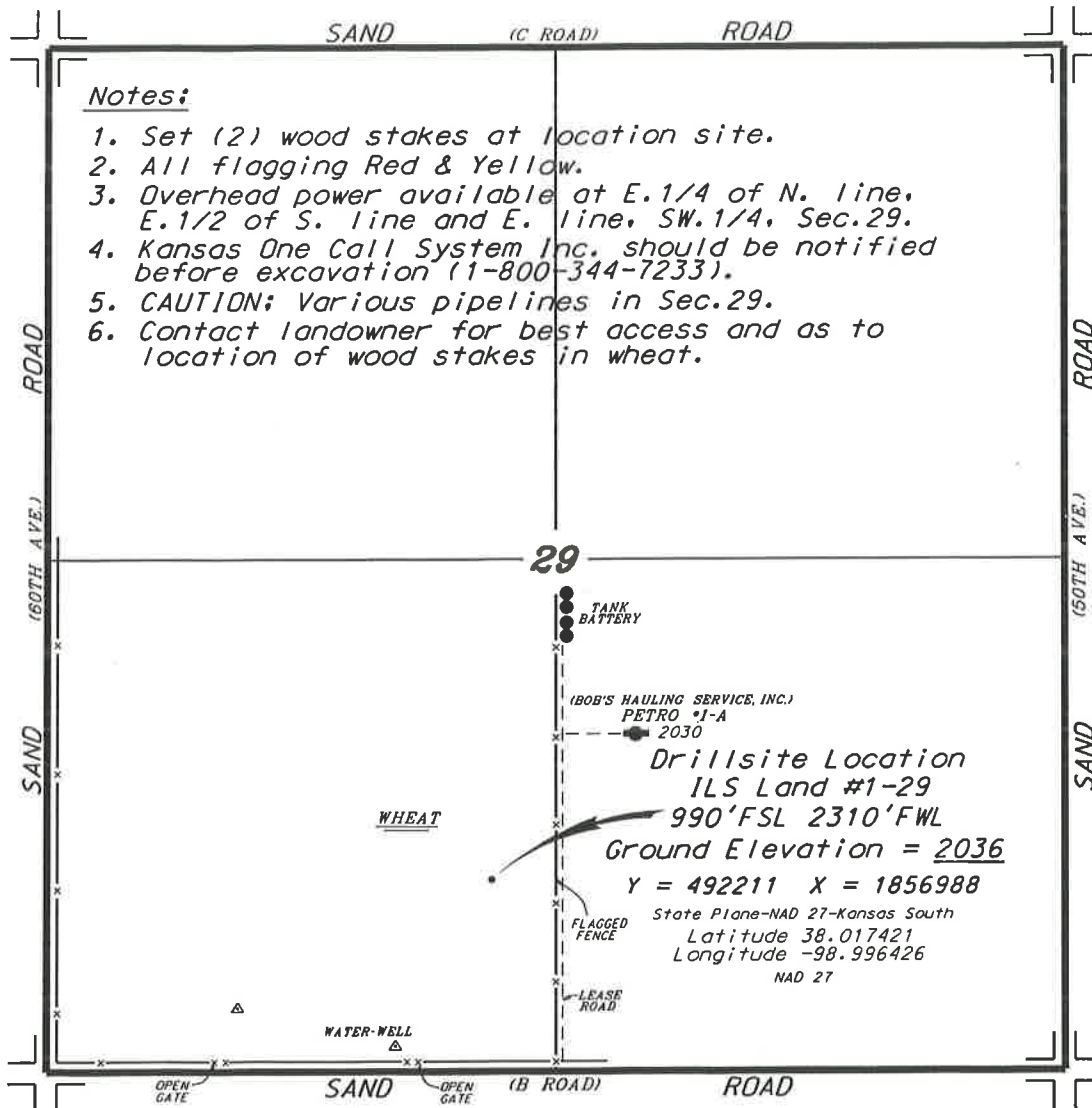 SAND (C ROAD) ROAD
Notes:
1. Set (2) wood stakes at location site.
2. All flagging Red & Yellow.
3. Overhead power available at E.1/4 of N. line,
E.1/2 of S. line and E. line, SW.1/4, Sec.29.
4. Kansas One Call System Inc. should be notified
before excavation (1-800-344-7233).
5. CAUTION: Various pipelines in Sec.29.
6. Contact landowner for best access and as to
location of wood stakes in wheat.
SAND (60TH AVE.) ROAD
SAND (50TH AVE.) ROAD
29
TANK
BATTERY
(BOB'S HAULING SERVICE, INC.)
PETRO #1-A
2030
Drillsite Location
ILS Land #1-29
990'FSL 2310'FWL
Ground Elevation = 2036
Y = 492211 X = 1856988
State Plane-NAD 27-Kansas South
Latitude 38.017421
Longitude -98.996426
NAD 27
WHEAT
FLAGGED
FENCE
LEASE
ROAD
WATER-WELL
OPEN
GATE
OPEN
GATE
SAND (B ROAD) ROAD